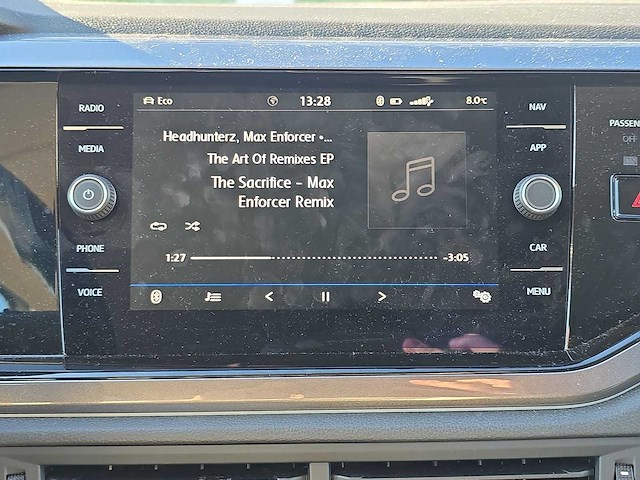 RADIO
MEDIA
PHONE
VOICE
Eco
13:28
8.0°C
Headhunterz, Max Enforcer •...
The Art Of Remixes EP
The Sacrifice - Max
Enforcer Remix
1:27
-3:05
NAV
APP
CAR
MENU
PASSEN
OFF